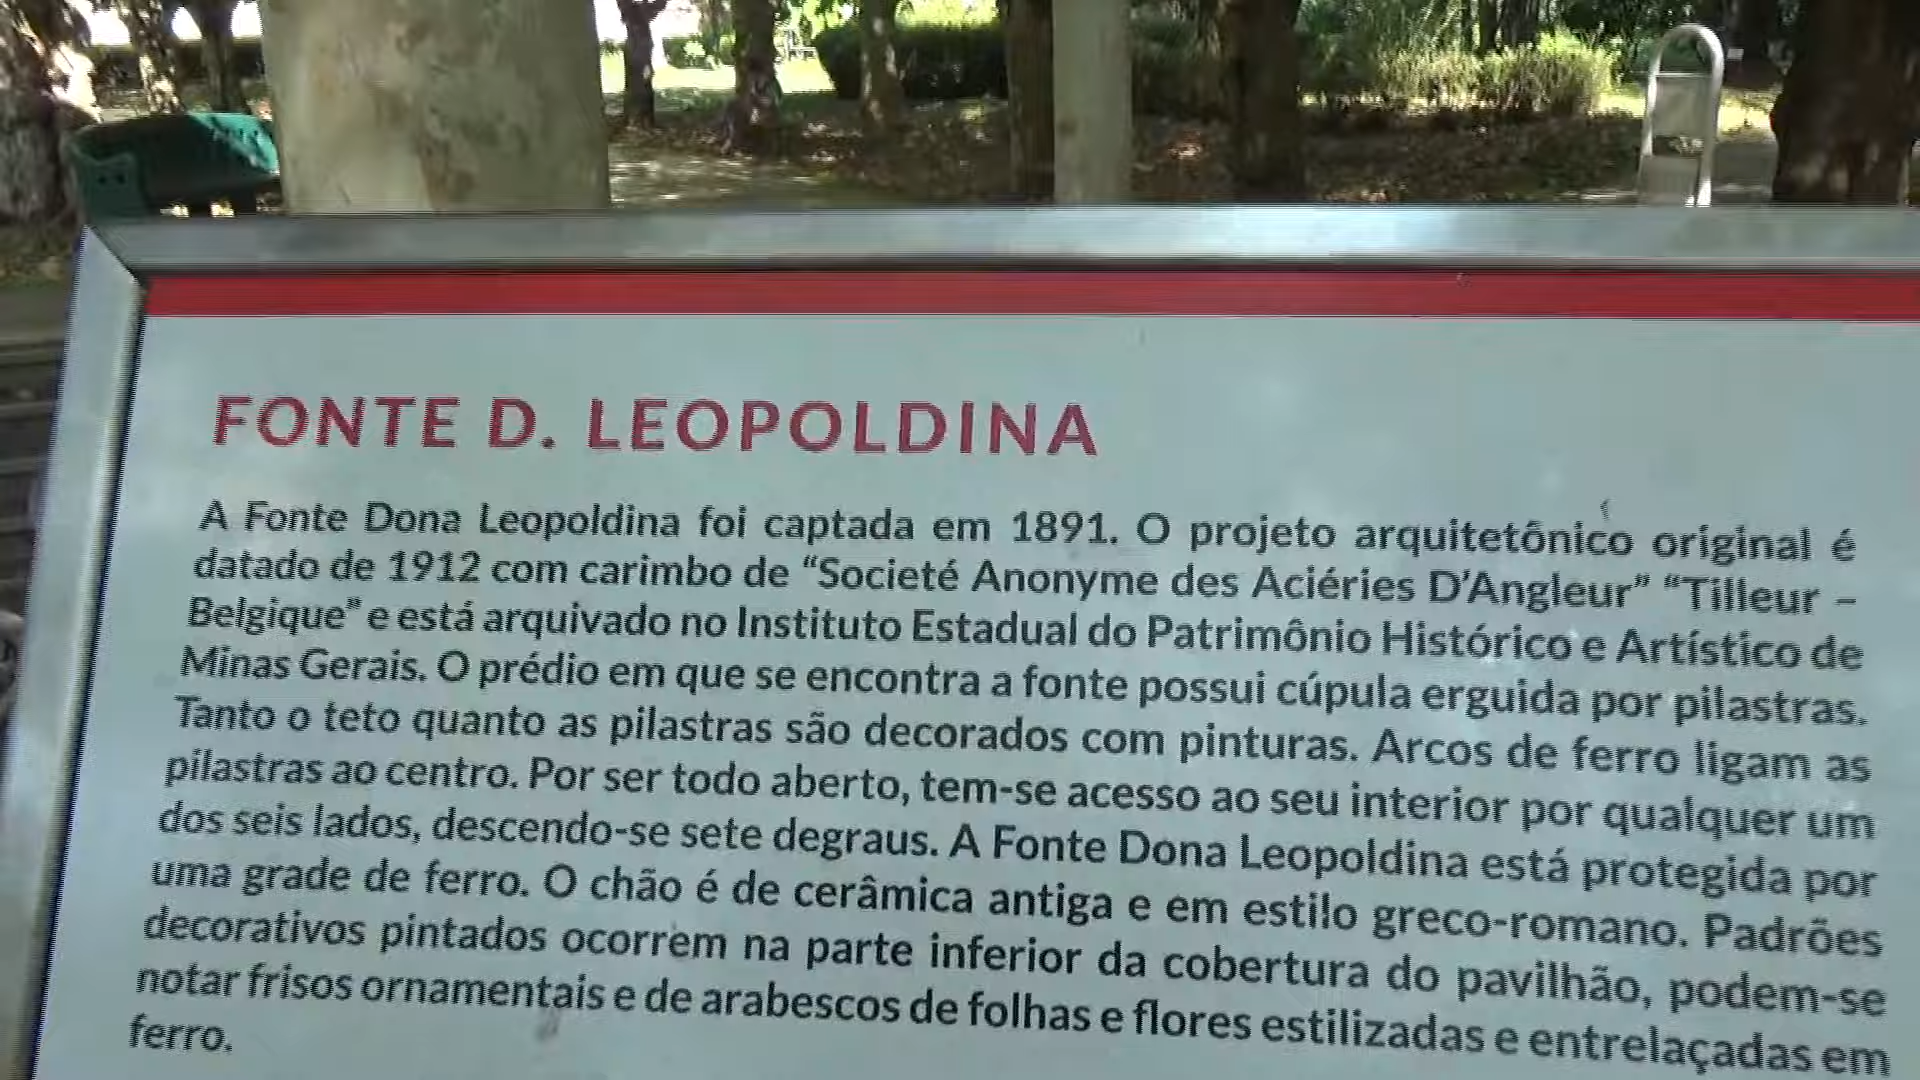 FONTE D. LEOPOLDINA
A Fonte Dona Leopoldina foi captada em 1891. O projeto arquitetônico original é
datado de 1912 com carimbo de “Societé Anonyme des Aciéries D’Angleur” “Tilleur –
Belgique” e está arquivado no Instituto Estadual do Patrimônio Histórico e Artístico de
Minas Gerais. O prédio em que se encontra a fonte possui cúpula erguida por pilastras.
Tanto o teto quanto as pilastras são decorados com pinturas. Arcos de ferro ligam as
pilastras ao centro. Por ser todo aberto, tem-se acesso ao seu interior por qualquer um
dos seis lados, descendo-se sete degraus. A Fonte Dona Leopoldina está protegida por
uma grade de ferro. O chão é de cerâmica antiga e em estilo greco-romano. Padrões
decorativos pintados ocorrem na parte inferior da cobertura do pavilhão, podem-se
notar frisos ornamentais e de arabescos de folhas e flores estilizadas e entrelaçadas em
ferro.